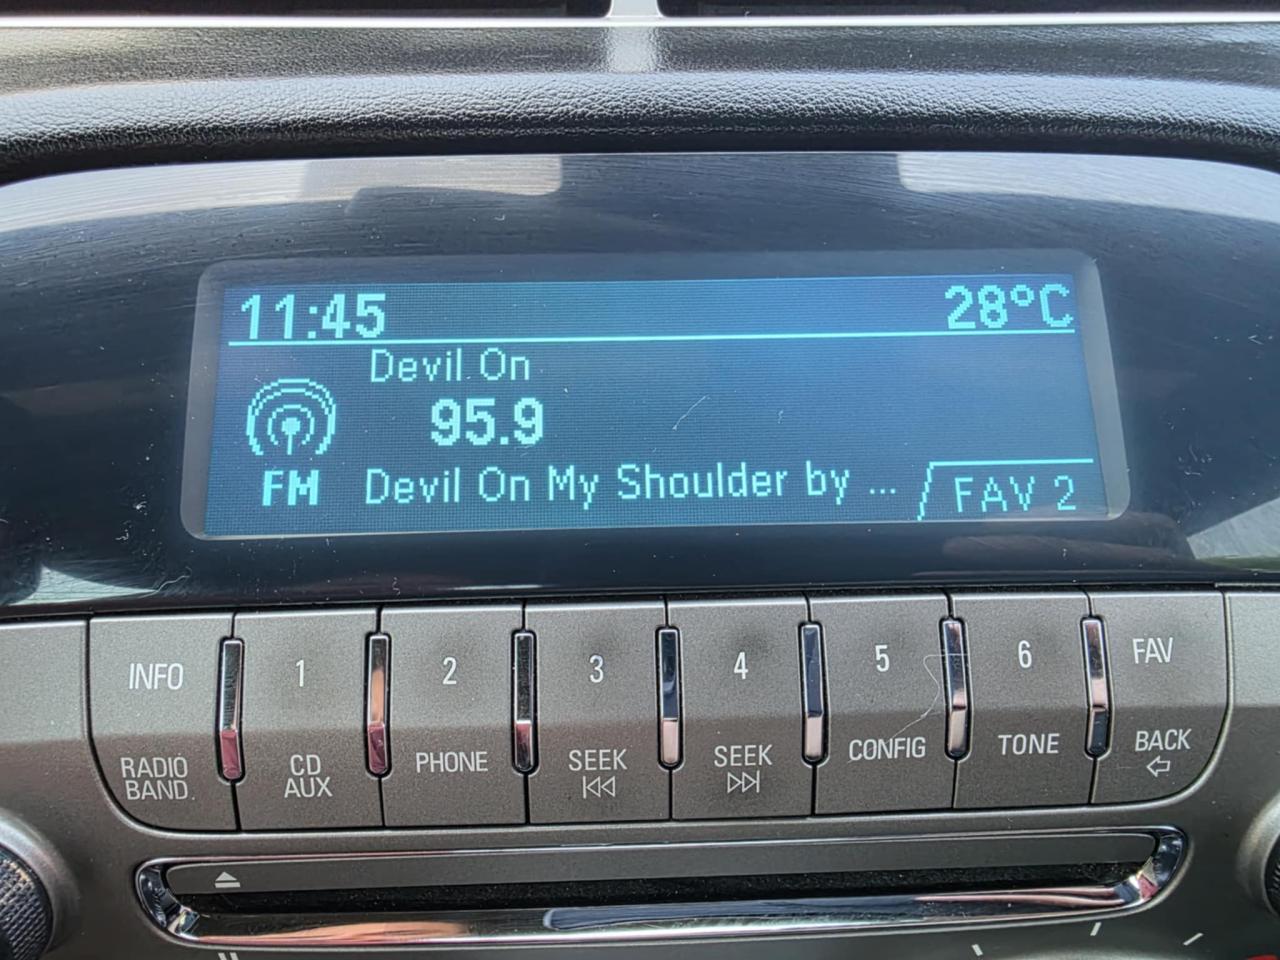 11:45 28°C
Devil On
95.9
FM Devil On My Shoulder by ... FAV 2
INFO 1 2 3 4 5 6 FAV
RADIO BAND CD AUX PHONE SEEK SEEK CONFIG TONE BACK